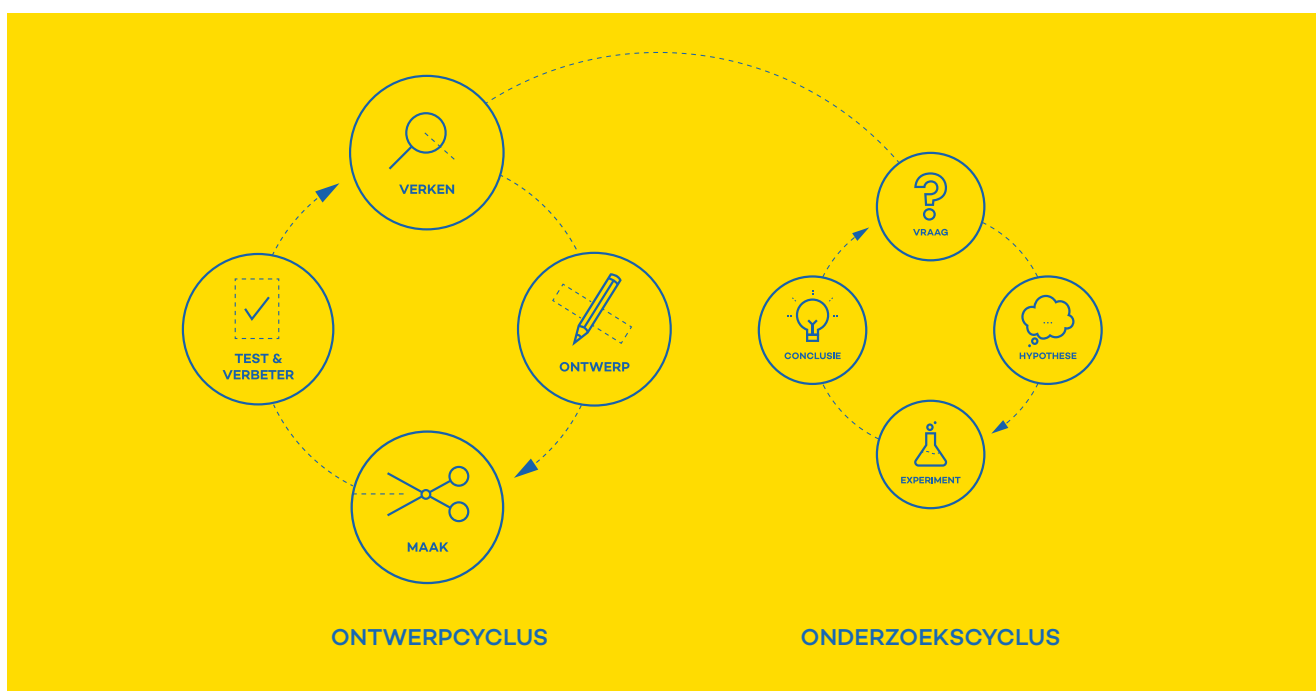 VERKEN
ONTWERP
MAAK
TEST &
VERBETER
VRAAG
HYPOTHESE
...
EXPERIMENT
CONCLUSIE
ONTWERPCYCLUS
ONDERZOEKSCYCLUS